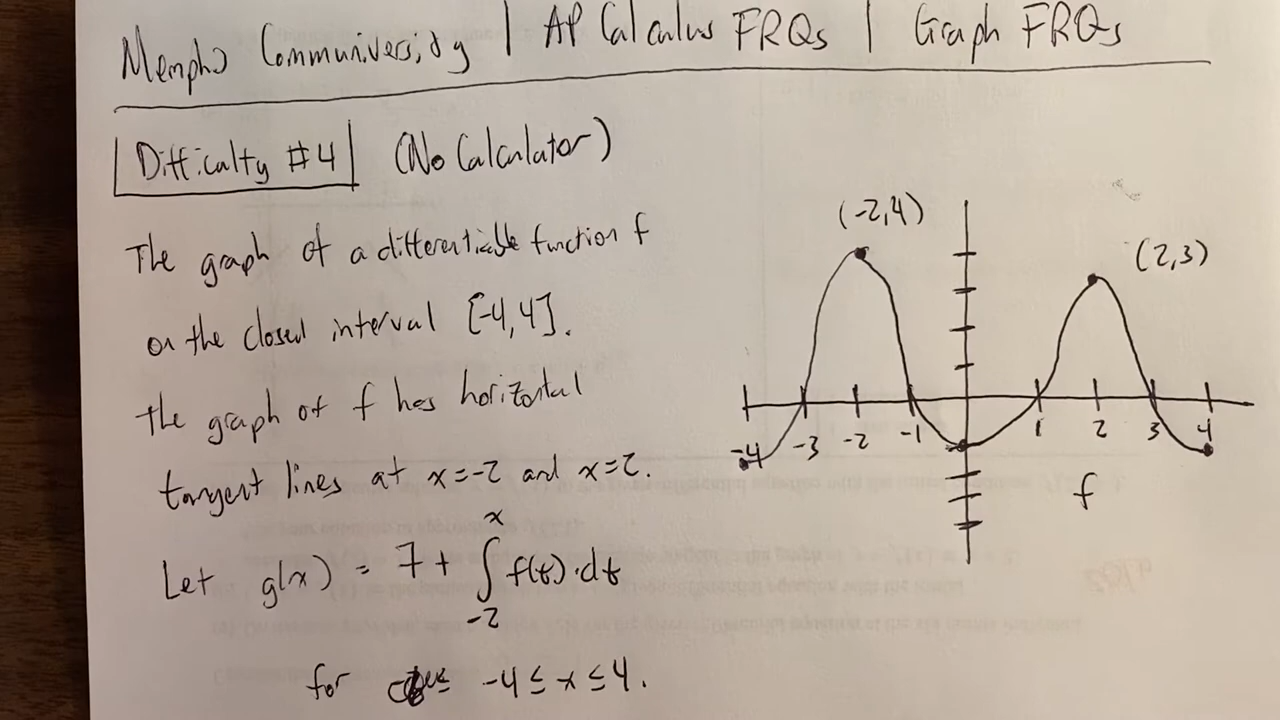 Mempho Communiversity | AP Calculus FRQs | Graph FRQs
Difficulty #4 (No Calculator)
The graph of a differentiable function f
on the closed interval [-4,4].
The graph of f has horizontal
tangent lines at x=-2 and x=2.
Let g(x) = 7 + ∫_{-2}^{x} f(t)·dt
for -4 ≤ x ≤ 4.
(-2,4)
(2,3)
-4 -3 -2 -1 1 2 3 4
f